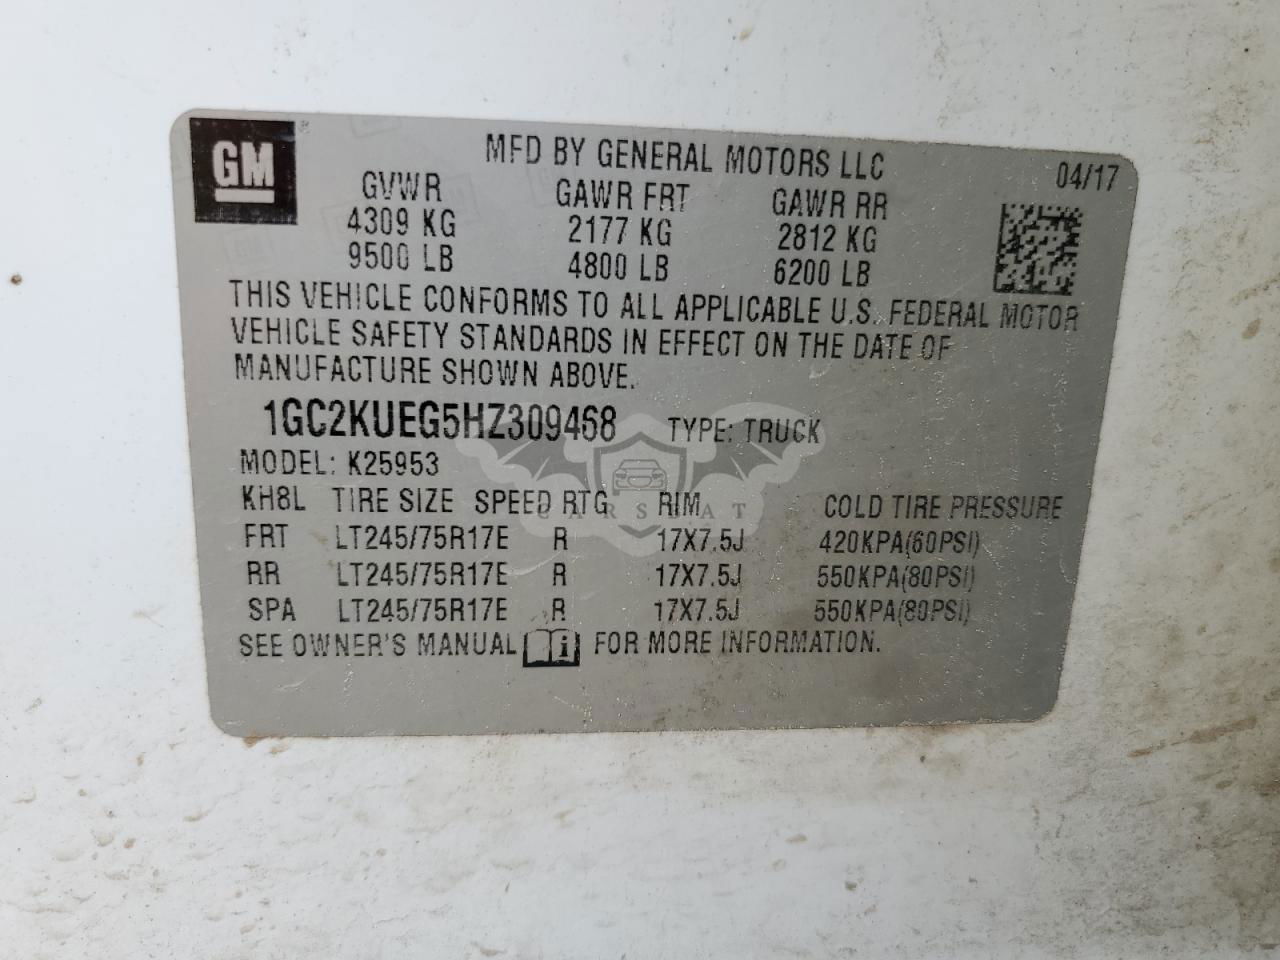 GM
MFD BY GENERAL MOTORS LLC
04/17
GVWR GAWR FRT GAWR RR
4309 KG 2177 KG 2812 KG
9500 LB 4800 LB 6200 LB
THIS VEHICLE CONFORMS TO ALL APPLICABLE U.S. FEDERAL MOTOR
VEHICLE SAFETY STANDARDS IN EFFECT ON THE DATE OF
MANUFACTURE SHOWN ABOVE.
1GC2KUEG5HZ309468 TYPE: TRUCK
MODEL: K25953
KH8L TIRE SIZE SPEED RTG RIM COLD TIRE PRESSURE
CARSBAT
FRT LT245/75R17E R 17X7.5J 420KPA(60PSI)
RR LT245/75R17E R 17X7.5J 550KPA(80PSI)
SPA LT245/75R17E R 17X7.5J 550KPA(80PSI)
SEE OWNER'S MANUAL i FOR MORE INFORMATION.